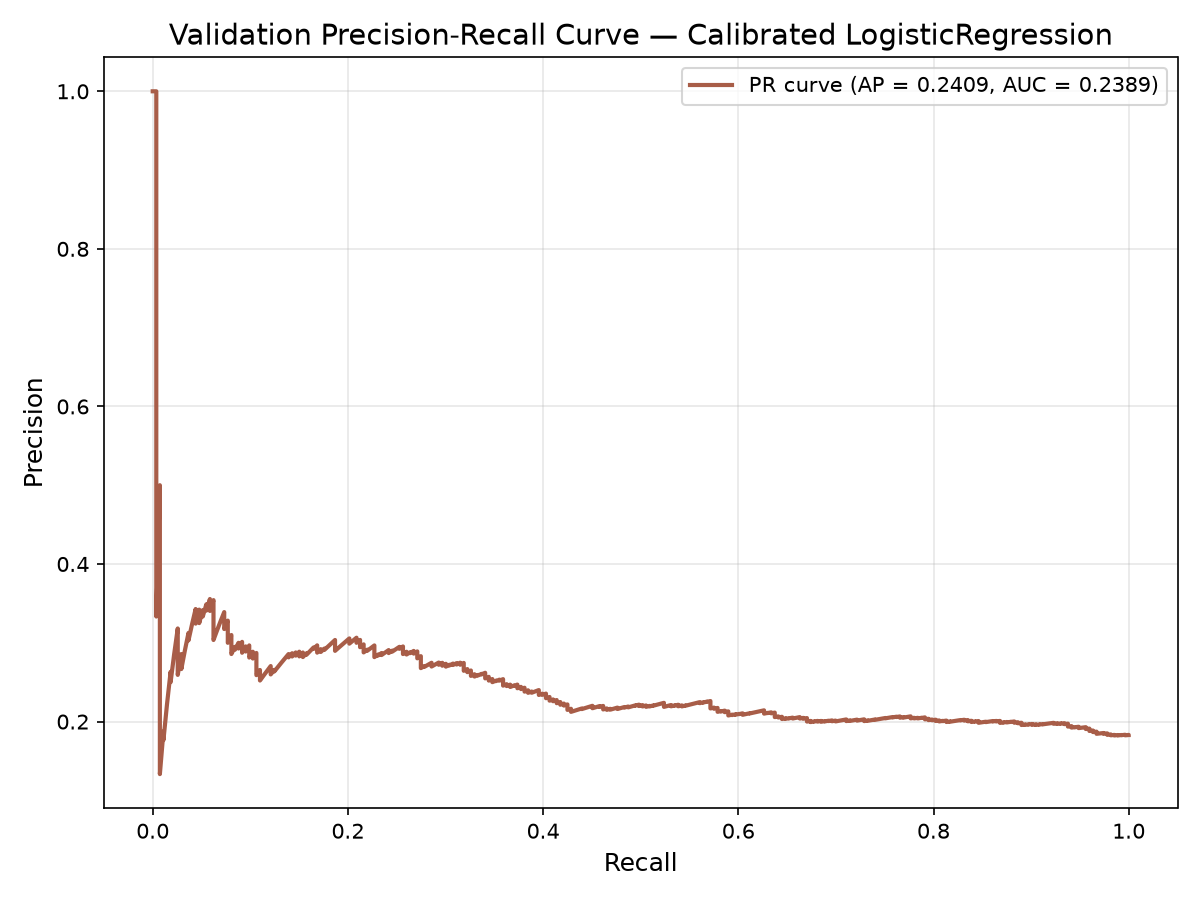 Validation Precision-Recall Curve — Calibrated LogisticRegression
PR curve (AP = 0.2409, AUC = 0.2389)
1.0
0.8
0.6
0.4
0.2
Precision
0.0 0.2 0.4 0.6 0.8 1.0
Recall